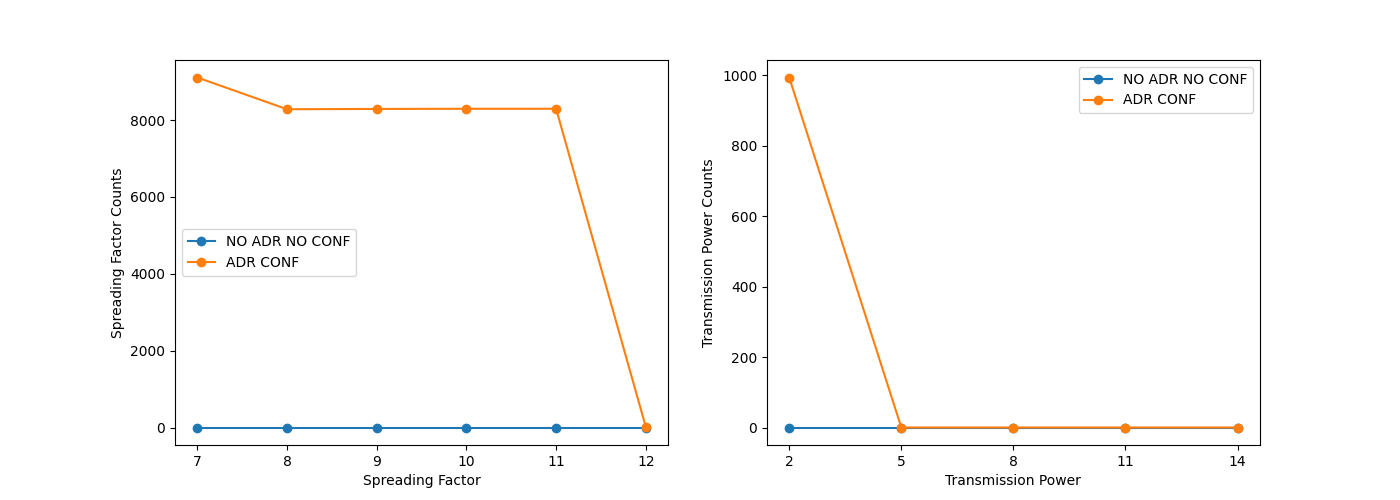 8000
6000
4000
2000
0
Spreading Factor Counts
NO ADR NO CONF
ADR CONF
7 8 9 10 11 12
Spreading Factor
1000
800
600
400
200
0
Transmission Power Counts
NO ADR NO CONF
ADR CONF
2 5 8 11 14
Transmission Power